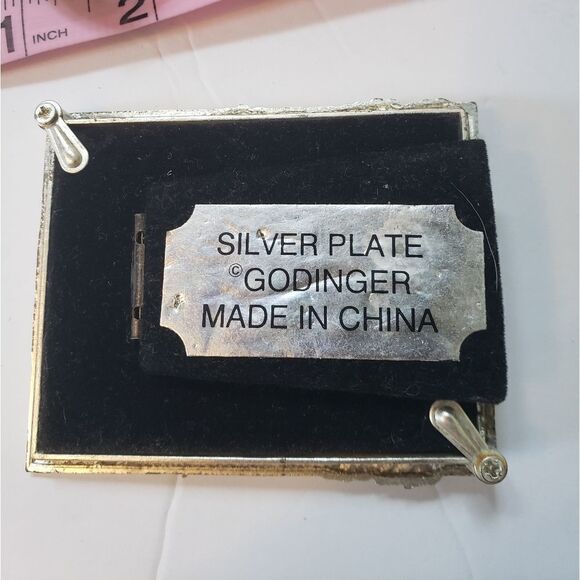 1 INCH 2
SILVER PLATE
©GODINGER
MADE IN CHINA